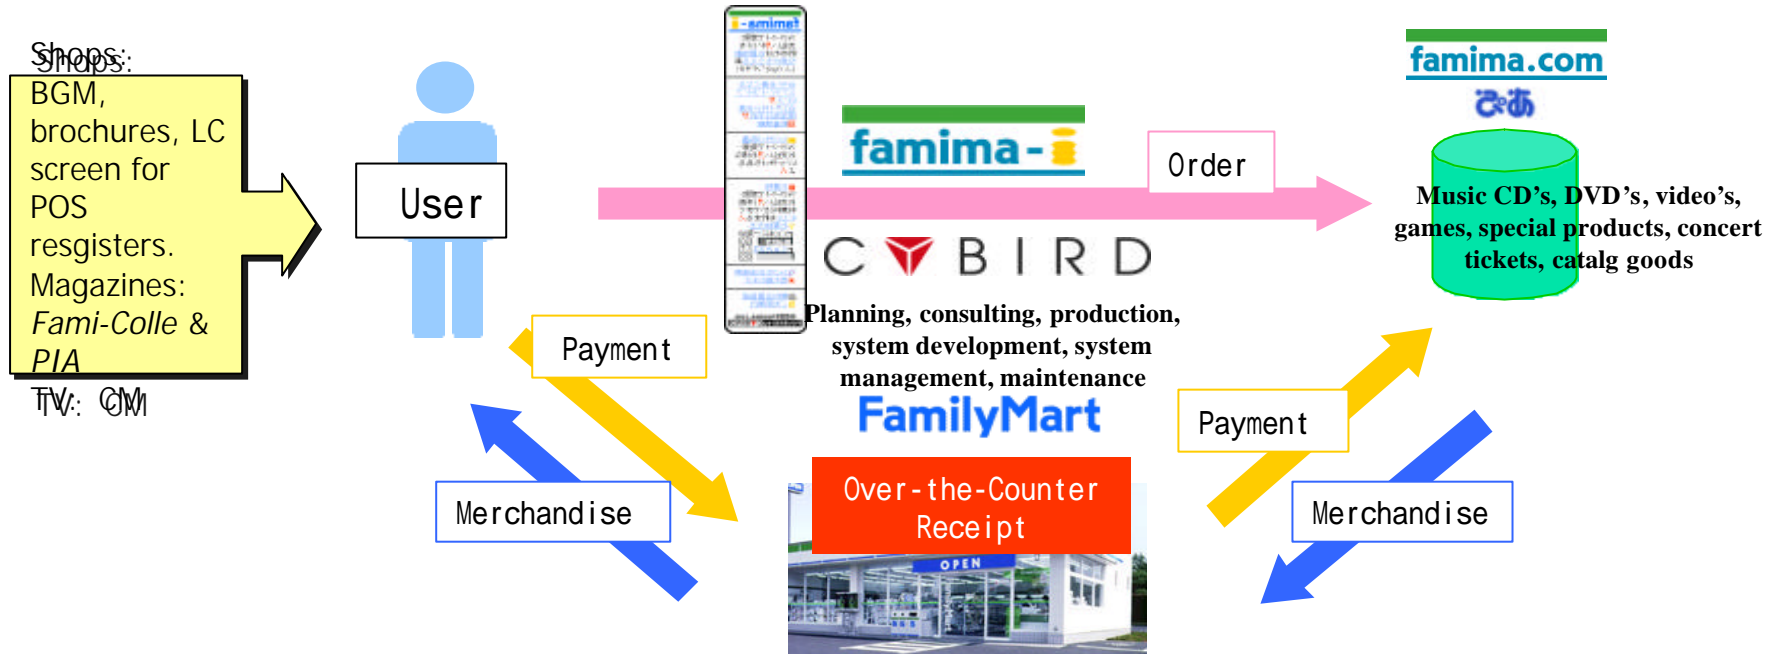 Shops:
BGM,
brochures, LC
screen for
POS
resgisters.
Magazines:
Fami-Colle &
PIA
TV: CM
User
famima-i
Order
CYBIRD
Planning, consulting, production,
system development, system
management, maintenance
famima.com
ぴあ
Music CD's, DVD's, video's,
games, special products, concert
tickets, catalg goods
Payment
Merchandise
FamilyMart
Over-the-Counter
Receipt
OPEN
Payment
Merchandise